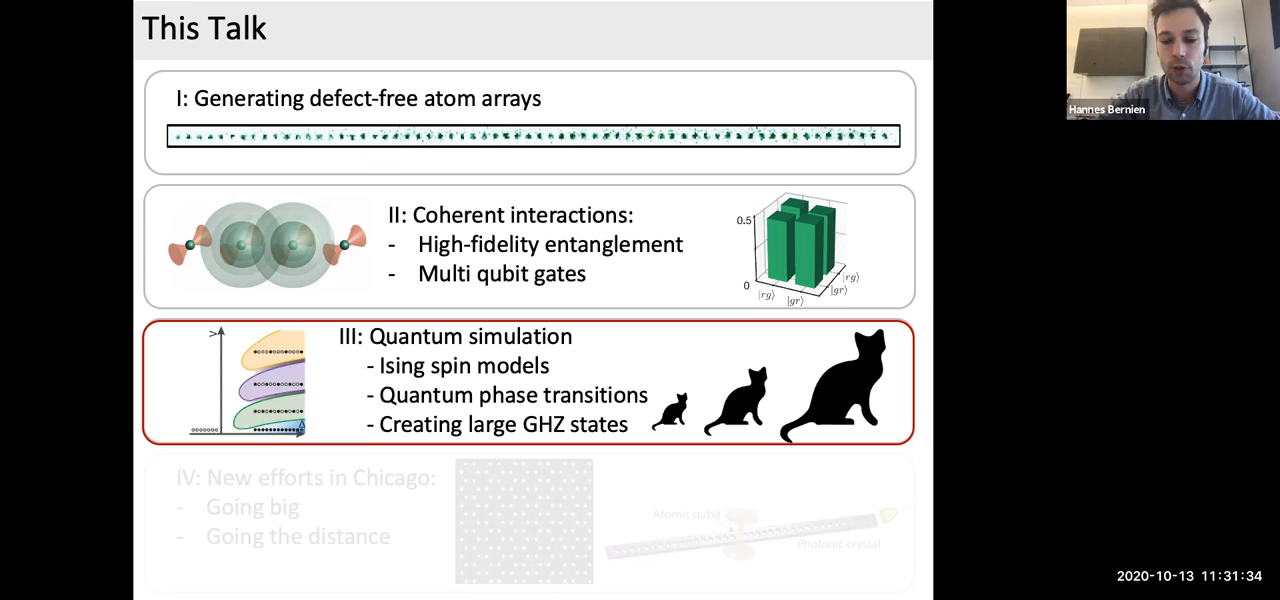 This Talk
Hannes Bernien
I: Generating defect-free atom arrays
II: Coherent interactions:
- High-fidelity entanglement
- Multi qubit gates
0.5
0
|rg⟩
|gr⟩
|gr⟩
|rg⟩
V
III: Quantum simulation
- Ising spin models
- Quantum phase transitions
- Creating large GHZ states
Δ
IV: New efforts in Chicago:
- Going big
- Going the distance
Atomic qubit
Photonic crystal
2020-10-13 11:31:34